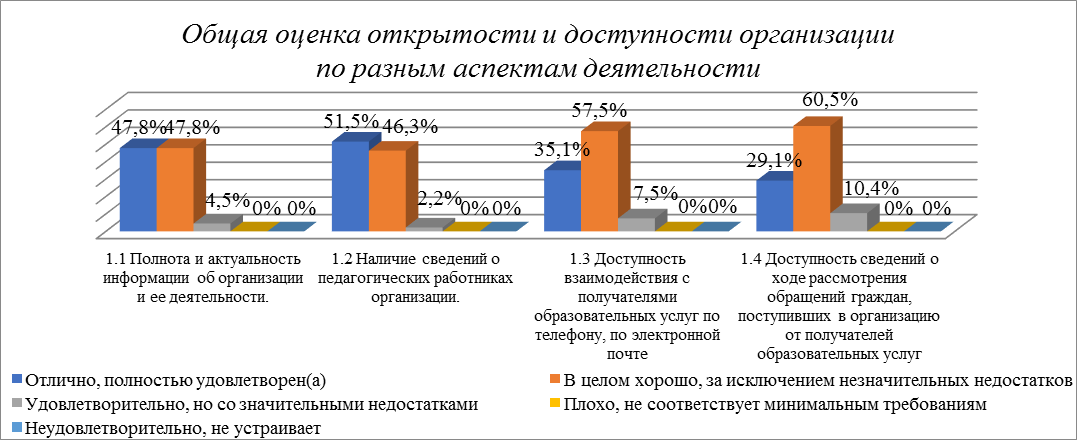 Общая оценка открытости и доступности организации
по разным аспектам деятельности
47,8% 47,8% 4,5% 0% 0%
51,5% 46,3% 2,2% 0% 0%
35,1% 57,5% 7,5% 0% 0%
29,1% 60,5% 10,4% 0% 0%
1.1 Полнота и актуальность
информации об организации
и ее деятельности.
1.2 Наличие сведений о
педагогических работниках
организации.
1.3 Доступность
взаимодействия с
получателями
образовательных услуг по
телефону, по электронной
почте
1.4 Доступность сведений о
ходе рассмотрения
обращений граждан,
поступивших в организацию
от получателей
образовательных услуг
Отлично, полностью удовлетворен(а)
В целом хорошо, за исключением незначительных недостатков
Удовлетворительно, но со значительными недостатками
Плохо, не соответствует минимальным требованиям
Неудовлетворительно, не устраивает